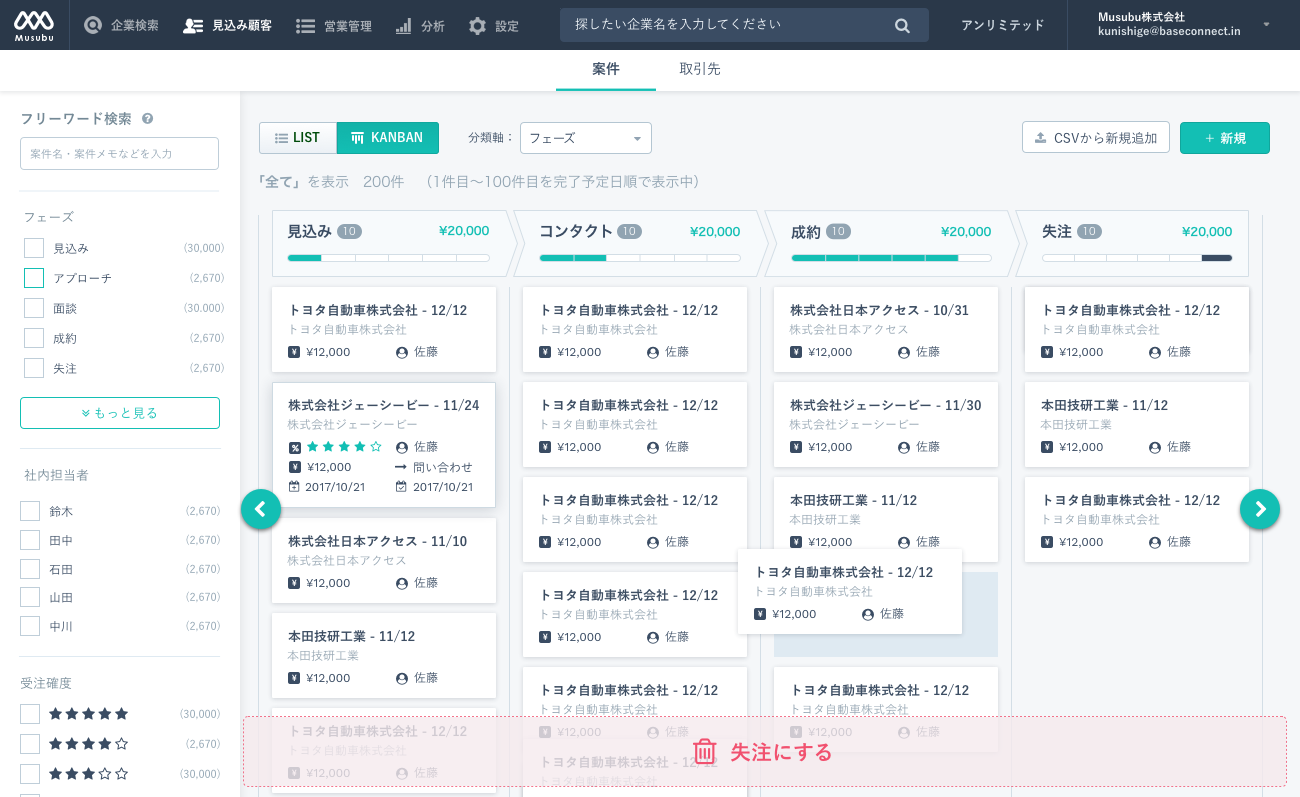 Musubu
企業検索
見込み顧客
営業管理
分析
設定
探したい企業名を入力してください
アンリミテッド
Musubu株式会社
kunishige@baseconnect.in
案件
取引先
フリーワード検索 ?
案件名・案件メモなどを入力
フェーズ
見込み (30,000)
アプローチ (2,670)
面談 (30.000)
成約 (2,670)
失注 (2,670)
もっと見る
社内担当者
鈴木 (2,670)
田中 (2,670)
石田 (2,670)
山田 (2,670)
中川 (2,670)
受注確度
★★★★★ (30,000)
★★★★☆ (2,670)
★★★☆☆ (30,000)
LIST
KANBAN
分類軸：
フェーズ
CSVから新規追加
+ 新規
「全て」を表示 200件 （1件目〜100件目を完了予定日順で表示中）
見込み 10 ¥20,000
トヨタ自動車株式会社 - 12/12
トヨタ自動車株式会社
¥ ¥12,000 佐藤
株式会社ジェーシービー - 11/24
株式会社ジェーシービー
% ★★★★☆ 佐藤
¥ ¥12,000 → 問い合わせ
2017/10/21 2017/10/21
株式会社日本アクセス - 11/10
株式会社日本アクセス
¥ ¥12,000 佐藤
本田技研工業 - 11/12
本田技研工業
¥ ¥12,000 佐藤
トヨタ自動車株式会社 - 12/12
トヨタ自動車株式会社
¥ ¥12,000 佐藤
コンタクト 10 ¥20,000
トヨタ自動車株式会社 - 12/12
トヨタ自動車株式会社
¥ ¥12,000 佐藤
トヨタ自動車株式会社 - 12/12
トヨタ自動車株式会社
¥ ¥12,000 佐藤
トヨタ自動車株式会社 - 12/12
トヨタ自動車株式会社
¥ ¥12,000 佐藤
トヨタ自動車株式会社 - 12/12
トヨタ自動車株式会社
¥ ¥12,000 佐藤
トヨタ自動車株式会社 - 12/12
トヨタ自動車株式会社
¥ ¥12,000 佐藤
トヨタ自動車株式会社 - 12/12
トヨタ自動車株式会社
成約 10 ¥20,000
株式会社日本アクセス - 10/31
株式会社日本アクセス
¥ ¥12,000 佐藤
株式会社ジェーシービー - 11/30
株式会社ジェーシービー
¥ ¥12,000 佐藤
本田技研工業 - 11/12
本田技研工業
¥ ¥12,000 佐藤
トヨタ自動車株式会社 - 12/12
トヨタ自動車株式会社
¥ ¥12,000 佐藤
トヨタ自動車株式会社 - 12/12
トヨタ自動車株式会社
¥ ¥12,000 佐藤
失注 10 ¥20,000
トヨタ自動車株式会社 - 12/12
トヨタ自動車株式会社
¥ ¥12,000 佐藤
本田技研工業 - 11/12
本田技研工業
¥ ¥12,000 佐藤
トヨタ自動車株式会社 - 12/12
トヨタ自動車株式会社
¥ ¥12,000 佐藤
失注にする